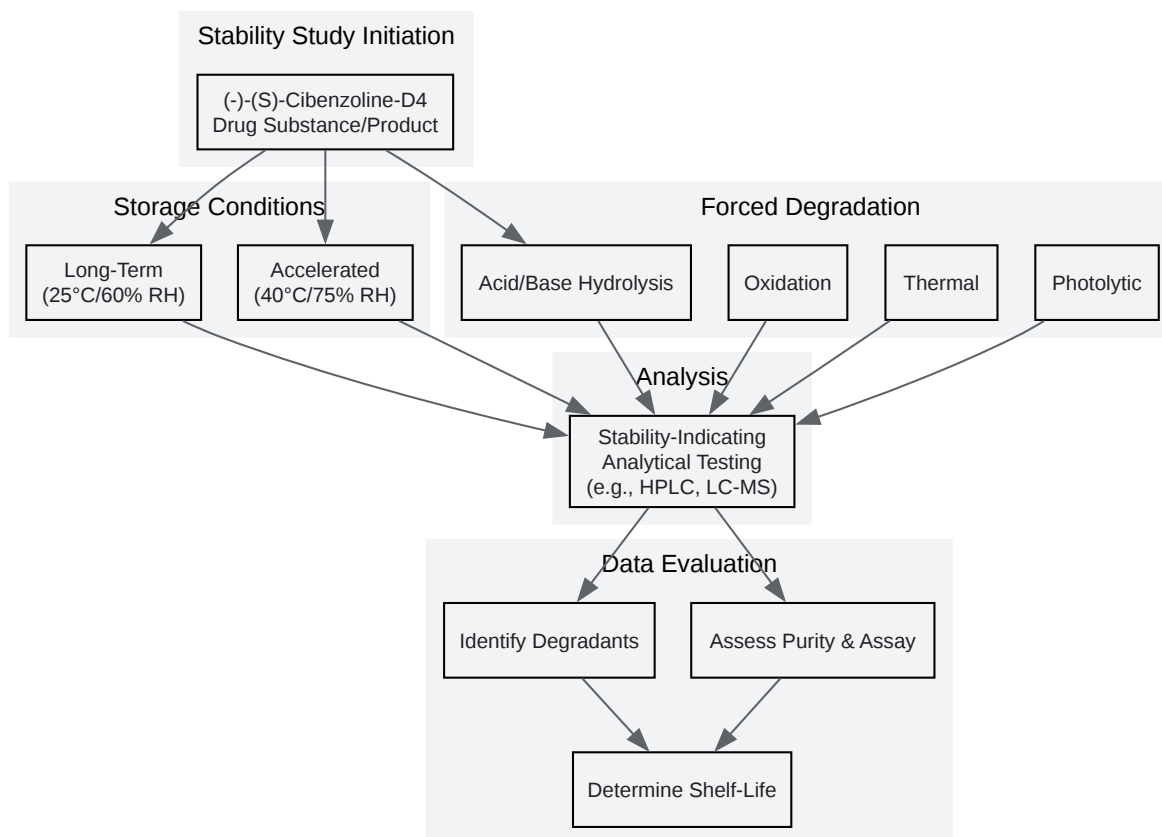 Stability Study Initiation
(-)-(S)-Cibenzoline-D4
Drug Substance/Product
Storage Conditions
Forced Degradation
Long-Term
(25°C/60% RH)
Accelerated
(40°C/75% RH)
Acid/Base Hydrolysis
Oxidation
Thermal
Photolytic
Analysis
Stability-Indicating
Analytical Testing
(e.g., HPLC, LC-MS)
Data Evaluation
Identify Degradants
Assess Purity & Assay
Determine Shelf-Life